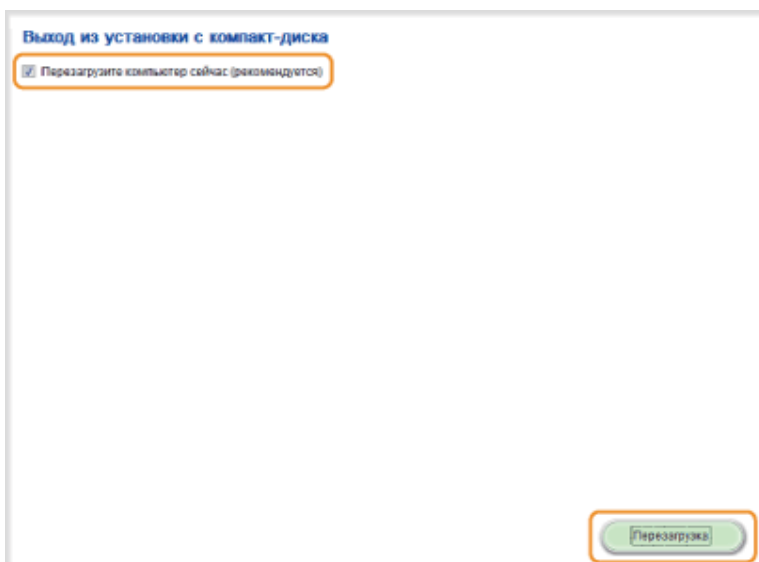 Выход из установки с компакт-диска
Перезагрузите компьютер сейчас (рекомендуется)
Перезагрузка